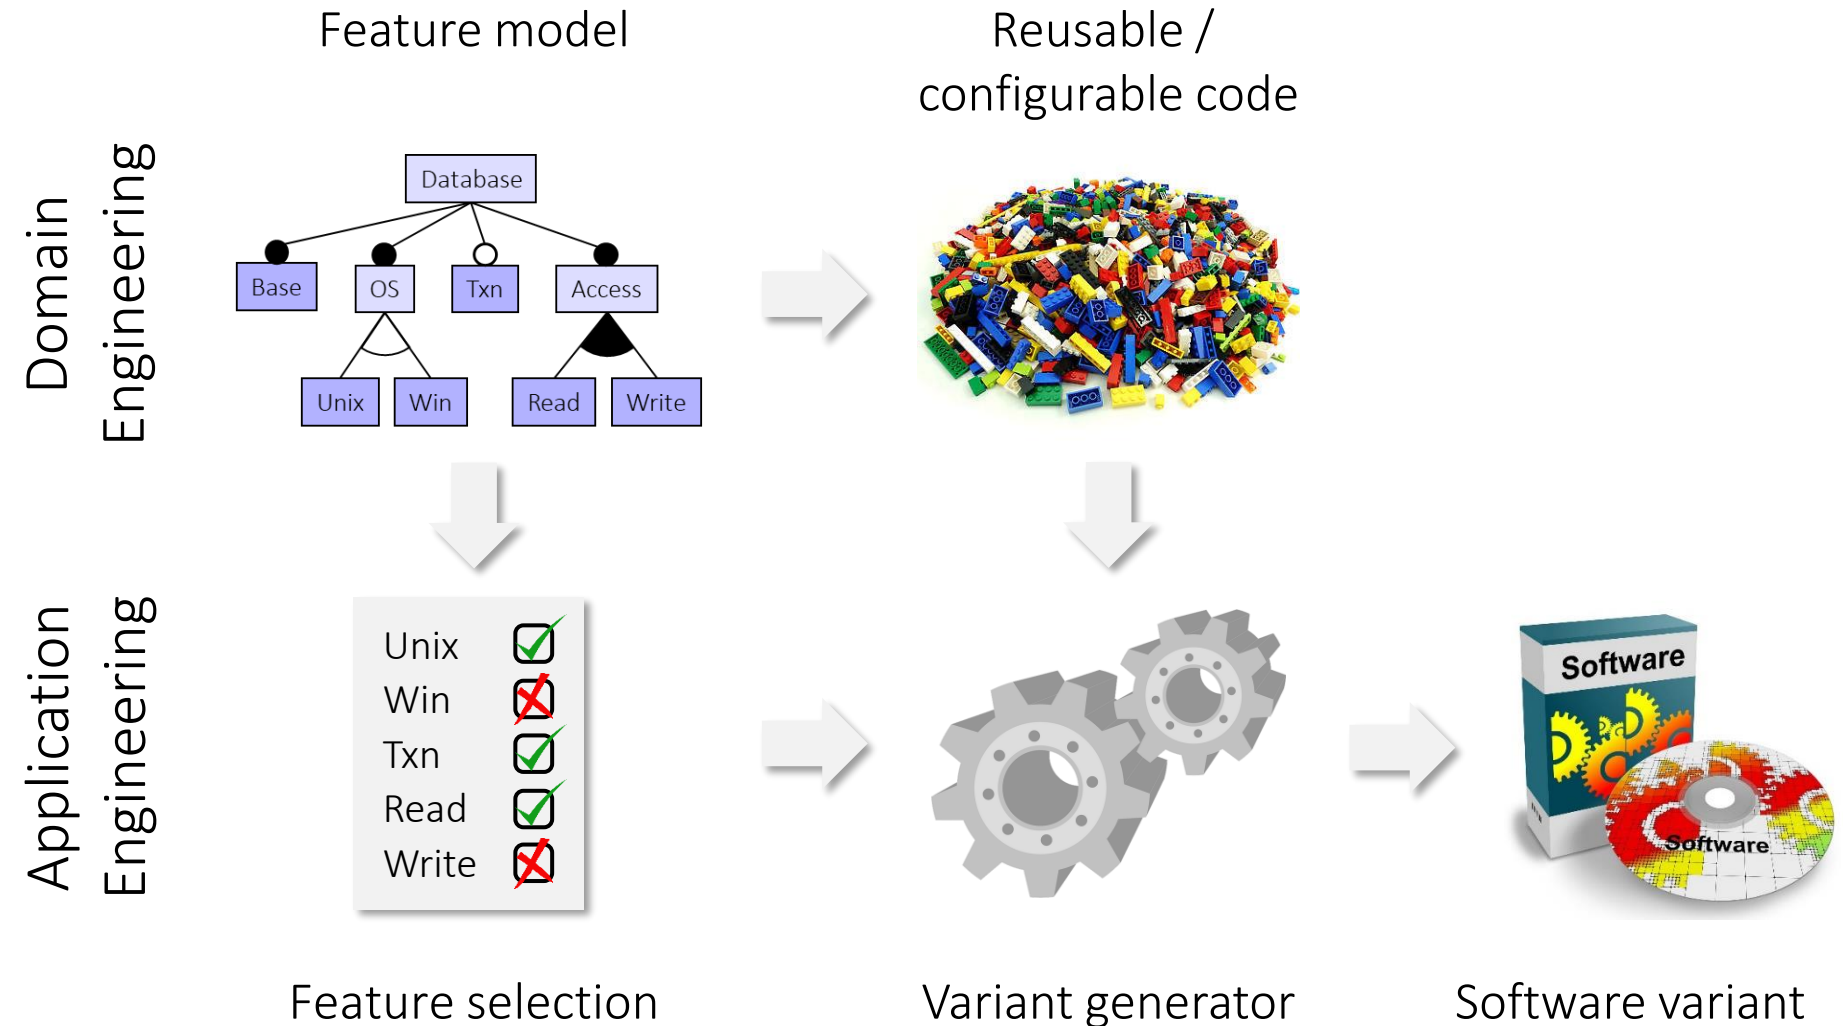 Feature model
Reusable /
configurable code
Domain
Engineering
Database
Base
OS
Txn
Access
Unix
Win
Read
Write
Application
Engineering
Unix
Win
Txn
Read
Write
Software
Software
Feature selection
Variant generator
Software variant